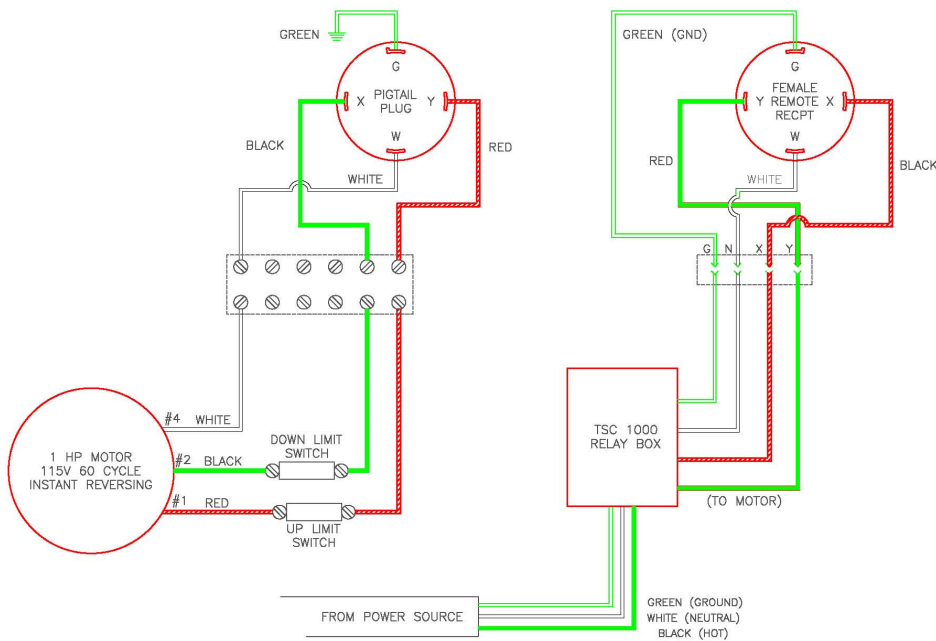 GREEN
G
X PIGTAIL Y
PLUG
W
BLACK
RED
WHITE
#4 WHITE
1 HP MOTOR
115V 60 CYCLE
INSTANT REVERSING
#2 BLACK
DOWN LIMIT
SWITCH
#1 RED
UP LIMIT
SWITCH
GREEN (GND)
G
FEMALE
Y REMOTE X
RECPT
W
RED
BLACK
WHITE
G N X Y
TSC 1000
RELAY BOX
(TO MOTOR)
FROM POWER SOURCE
GREEN (GROUND)
WHITE (NEUTRAL)
BLACK (HOT)